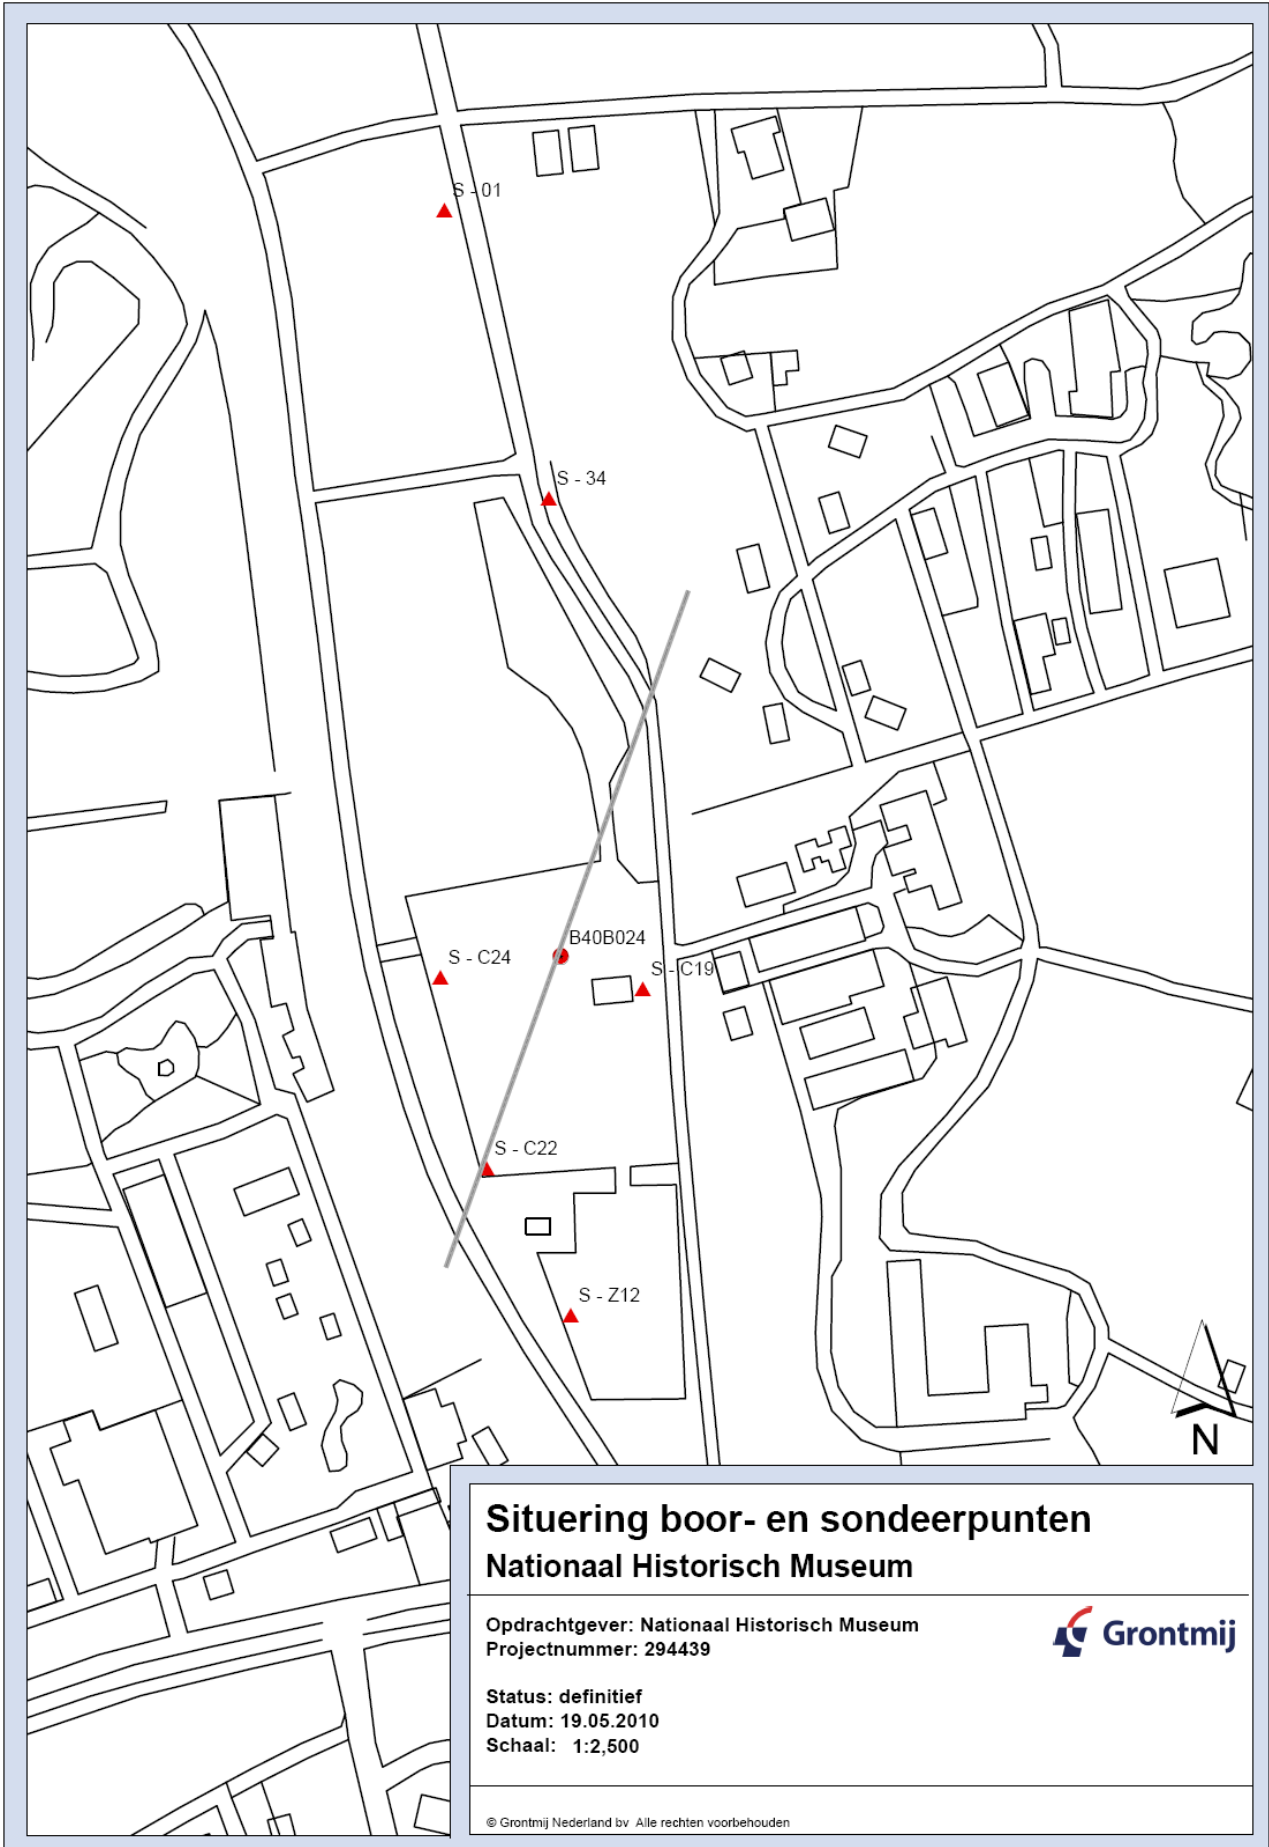 S - 01
S - 34
B40B024
S - C24
S - C19
S - C22
S - Z12
N
Situering boor- en sondeerpunten
Nationaal Historisch Museum
Opdrachtgever: Nationaal Historisch Museum
Projectnummer: 294439
Grontmij
Status: definitief
Datum: 19.05.2010
Schaal: 1:2,500
© Grontmij Nederland bv Alle rechten voorbehouden